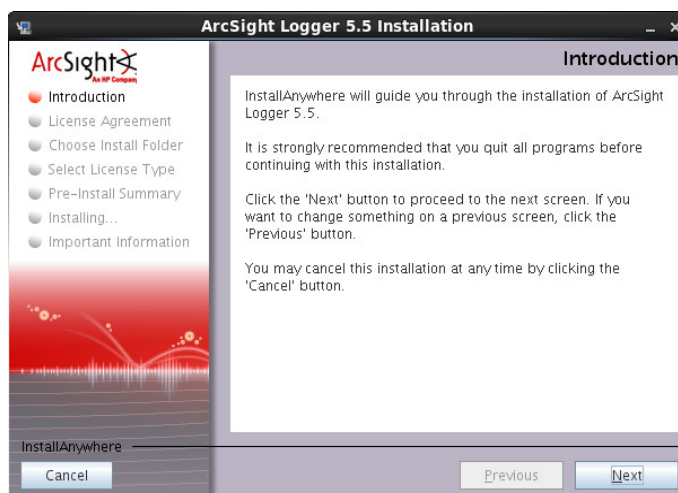 ArcSight Logger 5.5 Installation
ArcSight
An HP Company
Introduction
Introduction
License Agreement
Choose Install Folder
Select License Type
Pre-Install Summary
Installing...
Important Information
InstallAnywhere will guide you through the installation of ArcSight
Logger 5.5.
It is strongly recommended that you quit all programs before
continuing with this installation.
Click the 'Next' button to proceed to the next screen. If you
want to change something on a previous screen, click the
'Previous' button.
You may cancel this installation at any time by clicking the
'Cancel' button.
InstallAnywhere
Cancel
Previous
Next